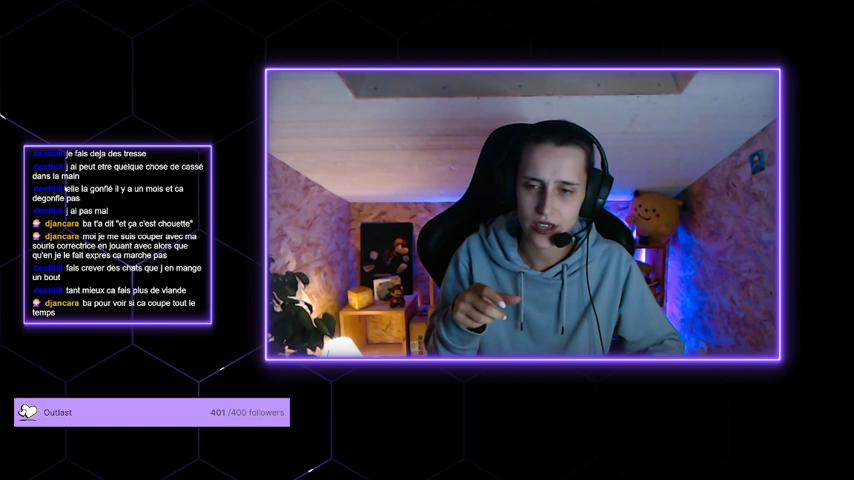 deathill je fais deja des tresse
j ai peut etre quelque chose de cassé
dans la main
elle la gonflé il y a un mois et ca
degonfle pas
j ai pas mal
djancara ba t'a dit "et ça c'est chouette"
djancara moi je me suis couper avec ma
souris correctrice en jouant avec alors que
qu'en je le fait expres ca marche pas
fais crever des chats que j en mange
un bout
tant mieux ca fais plus de viande
djancara ba pour voir si ca coupe tout le
temps
Outlast 401 /400 followers